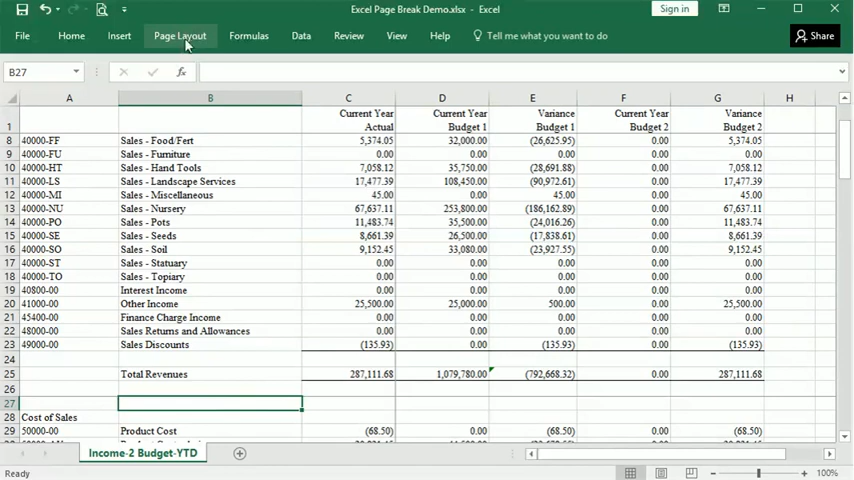 Excel Page Break Demo.xlsx - Excel
Sign in
File Home Insert Page Layout Formulas Data Review View Help Tell me what you want to do Share
B27 fx
A B C D E F G H
Current Year Current Year Variance Current Year Variance
1 Actual Budget 1 Budget 1 Budget 2 Budget 2
8 40000-FF Sales - Food/Fert 5,374.05 32,000.00 (26,625.95) 0.00 5,374.05
9 40000-FU Sales - Furniture 0.00 0.00 0.00 0.00 0.00
10 40000-HT Sales - Hand Tools 7,058.12 35,750.00 (28,691.88) 0.00 7,058.12
11 40000-LS Sales - Landscape Services 17,477.39 108,450.00 (90,972.61) 0.00 17,477.39
12 40000-MI Sales - Miscellaneous 45.00 0.00 45.00 0.00 45.00
13 40000-NU Sales - Nursery 67,637.11 253,800.00 (186,162.89) 0.00 67,637.11
14 40000-PO Sales - Pots 11,483.74 35,500.00 (24,016.26) 0.00 11,483.74
15 40000-SE Sales - Seeds 8,661.39 26,500.00 (17,838.61) 0.00 8,661.39
16 40000-SO Sales - Soil 9,152.45 33,080.00 (23,927.55) 0.00 9,152.45
17 40000-ST Sales - Statuary 0.00 0.00 0.00 0.00 0.00
18 40000-TO Sales - Topiary 0.00 0.00 0.00 0.00 0.00
19 40800-00 Interest Income 0.00 0.00 0.00 0.00 0.00
20 41000-00 Other Income 25,500.00 25,000.00 500.00 0.00 25,500.00
21 45400-00 Finance Charge Income 0.00 0.00 0.00 0.00 0.00
22 48000-00 Sales Returns and Allowances 0.00 0.00 0.00 0.00 0.00
23 49000-00 Sales Discounts (135.93) 0.00 (135.93) 0.00 (135.93)
24
25 Total Revenues 287,111.68 1,079,780.00 (792,668.32) 0.00 287,111.68
26
27
28 Cost of Sales
29 50000-00 Product Cost (68.50) 0.00 (68.50) 0.00 (68.50)
Income-2 Budget-YTD
Ready 100%